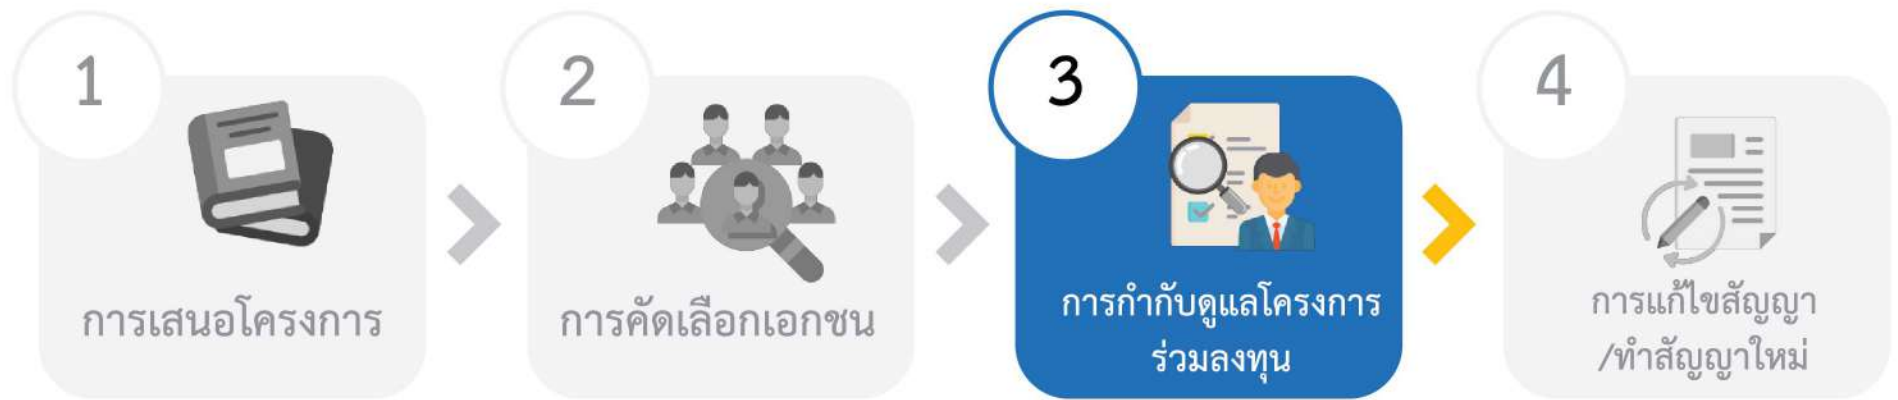 1
การเสนอโครงการ
2
การคัดเลือกเอกชน
3
การกำกับดูแลโครงการ
ร่วมลงทุน
4
การแก้ไขสัญญา
/ทำสัญญาใหม่